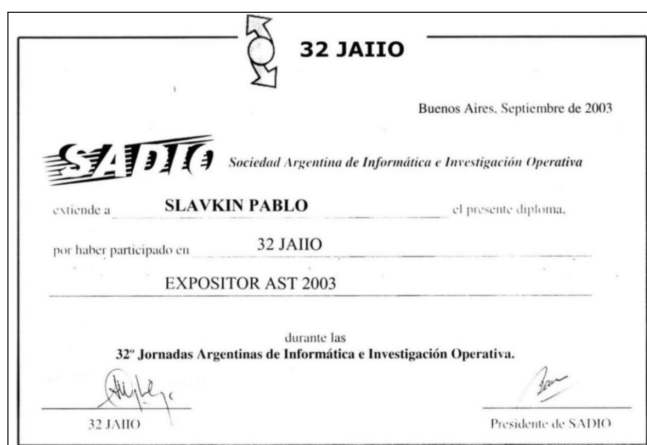 32 JAIIO
Buenos Aires. Septiembre de 2003
SADIO Sociedad Argentina de Informática e Investigación Operativa
extiende a SLAVKIN PABLO el presente diploma,
por haber participado en 32 JAIIO
EXPOSITOR AST 2003
durante las
32º Jornadas Argentinas de Informática e Investigación Operativa.
32 JAIIO Presidente de SADIO